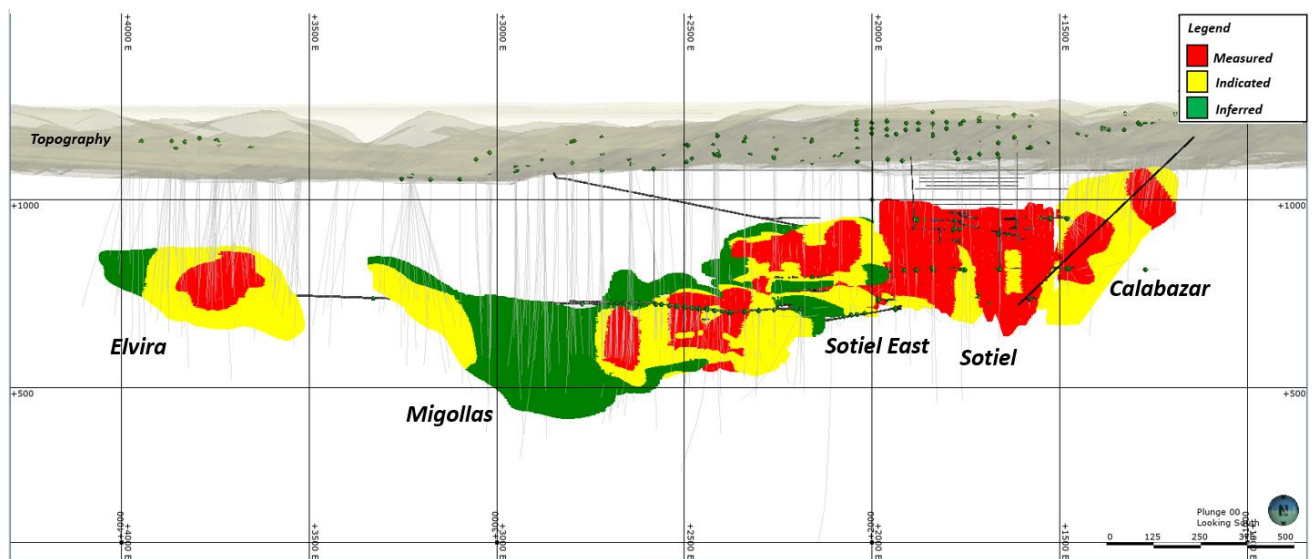 +4000 E
+3500 E
+3000 E
+2500 E
+2000 E
+1500 E
Legend
Measured
Indicated
Inferred
Topography
+1000
+1000
Elvira
Migollas
Sotiel East
Sotiel
Calabazar
+500
+500
+4000 E
+3500 E
+3000 E
+2500 E
+2000 E
+1500 E
Plunge 00
Looking South
N
0 125 250 500